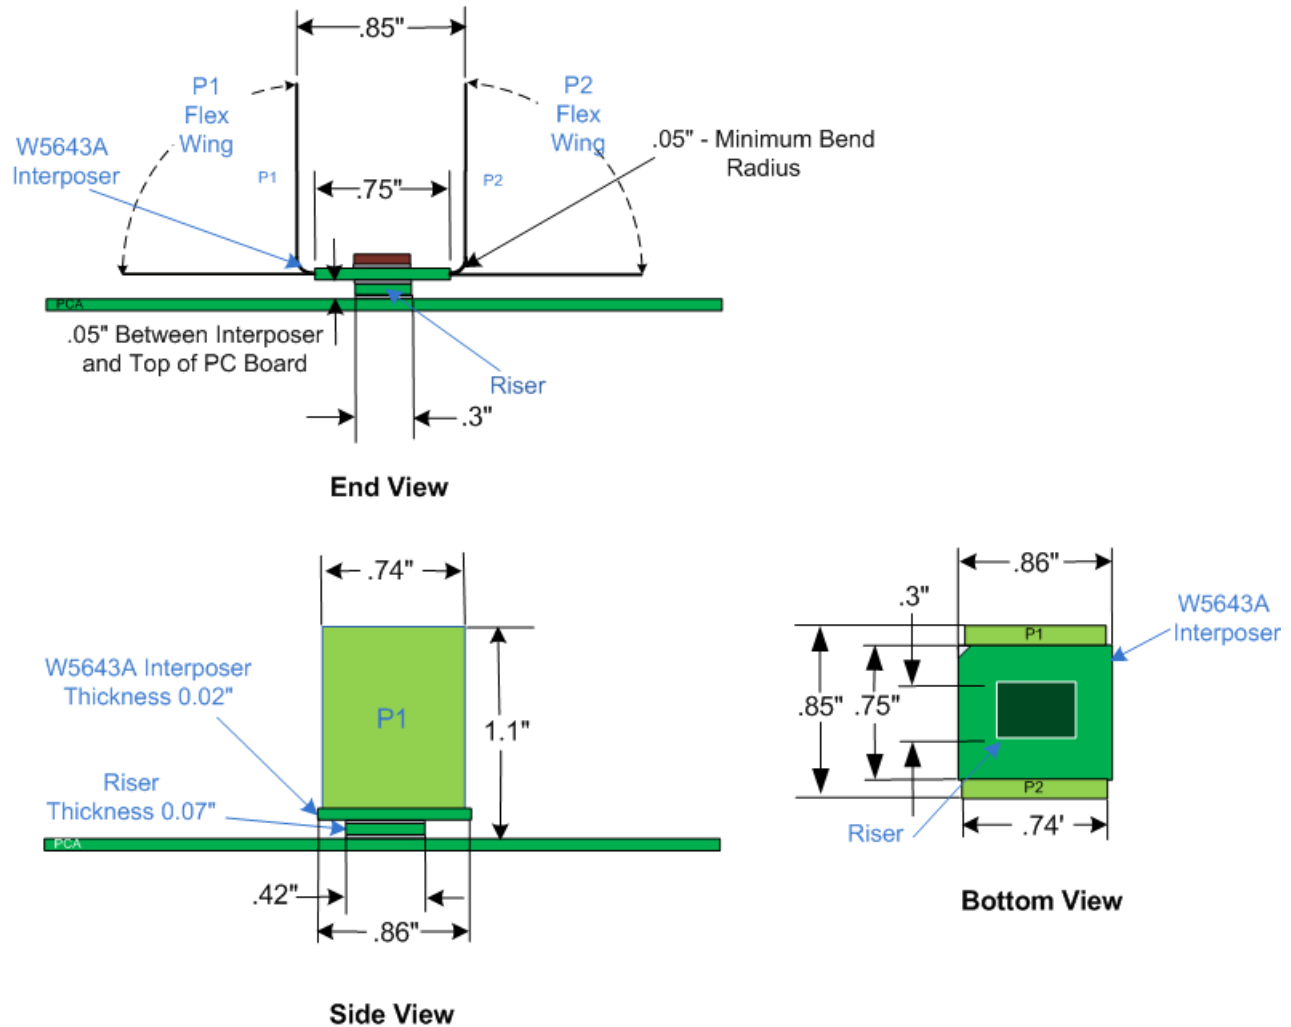 .85"
P1
Flex
Wing
P2
Flex
Wing
W5643A
Interposer
.05" - Minimum Bend
Radius
P1
.75"
P2
PCA
.05" Between Interposer
and Top of PC Board
Riser
.3"
End View
.74"
W5643A Interposer
Thickness 0.02"
P1
1.1"
Riser
Thickness 0.07"
PCA
.42"
.86"
Side View
.86"
.3"
W5643A
Interposer
P1
.85"
.75"
P2
Riser
.74'
Bottom View